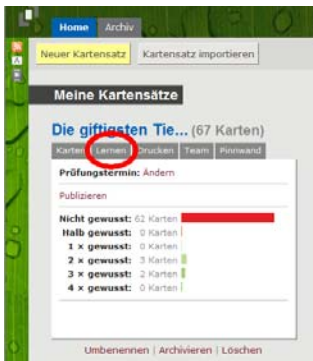 Home Archiv
Neuer Kartensatz Kartensatz importieren
Meine Kartensätze
Die giftigsten Tie... (67 Karten)
Karten Lernen Drucken Team Pinnwand
Prüfungstermin: Ändern
Publizieren
Nicht gewusst: 62 Karten
Halb gewusst: 0 Karten
1 × gewusst: 0 Karten
2 × gewusst: 3 Karten
3 × gewusst: 2 Karten
4 × gewusst: 0 Karten
Umbenennen | Archivieren | Löschen